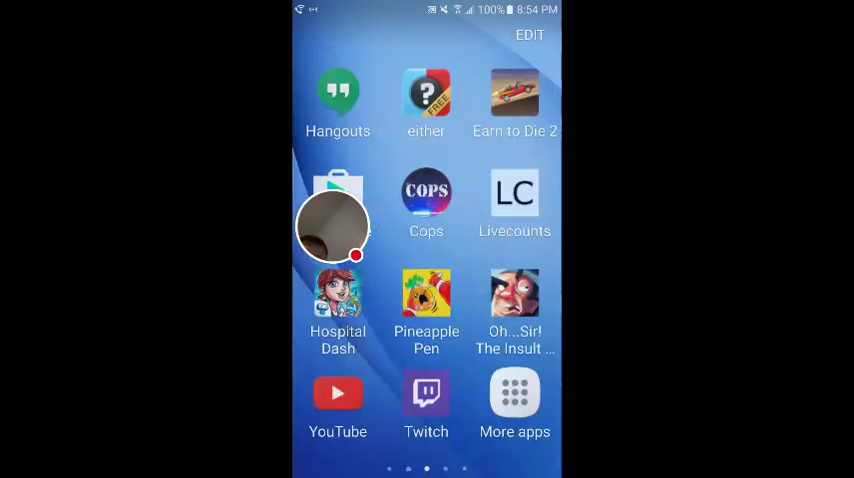 100% 8:54 PM
EDIT
Hangouts
either
Earn to Die 2
FREE
COPS
LC
Cops
Livecounts
Hospital
Dash
Pineapple
Pen
Oh...Sir!
The Insult ...
YouTube
Twitch
More apps